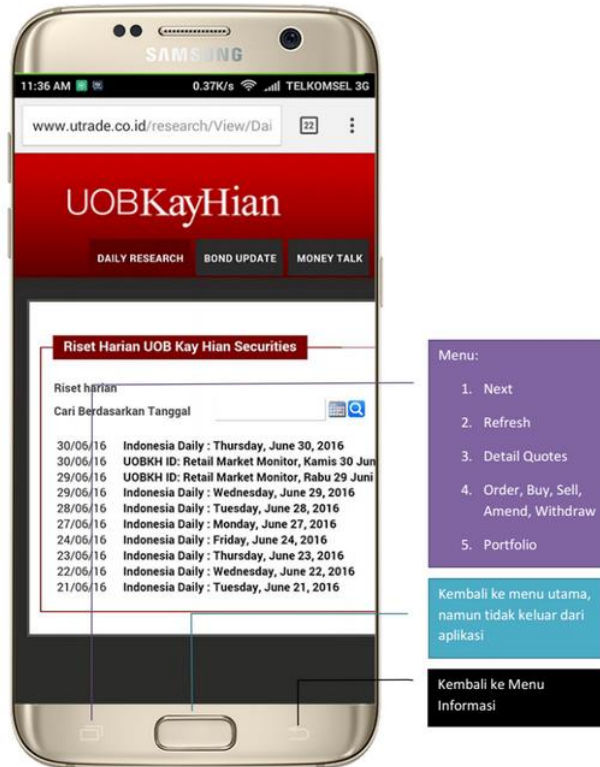 SAMSUNG
11:36 AM 0.37K/s TELKOMSEL 3G
www.utrade.co.id/research/View/Dai 22
UOBKayHian
DAILY RESEARCH BOND UPDATE MONEY TALK
Riset Harian UOB Kay Hian Securities
Riset harian
Cari Berdasarkan Tanggal
30/06/16 Indonesia Daily : Thursday, June 30, 2016
30/06/16 UOBKH ID: Retail Market Monitor, Kamis 30 Jun
29/06/16 UOBKH ID: Retail Market Monitor, Rabu 29 Juni
29/06/16 Indonesia Daily : Wednesday, June 29, 2016
28/06/16 Indonesia Daily : Tuesday, June 28, 2016
27/06/16 Indonesia Daily : Monday, June 27, 2016
24/06/16 Indonesia Daily : Friday, June 24, 2016
23/06/16 Indonesia Daily : Thursday, June 23, 2016
22/06/16 Indonesia Daily : Wednesday, June 22, 2016
21/06/16 Indonesia Daily : Tuesday, June 21, 2016
Menu:
1. Next
2. Refresh
3. Detail Quotes
4. Order, Buy, Sell,
Amend, Withdraw
5. Portfolio
Kembali ke menu utama,
namun tidak keluar dari
aplikasi
Kembali ke Menu
Informasi